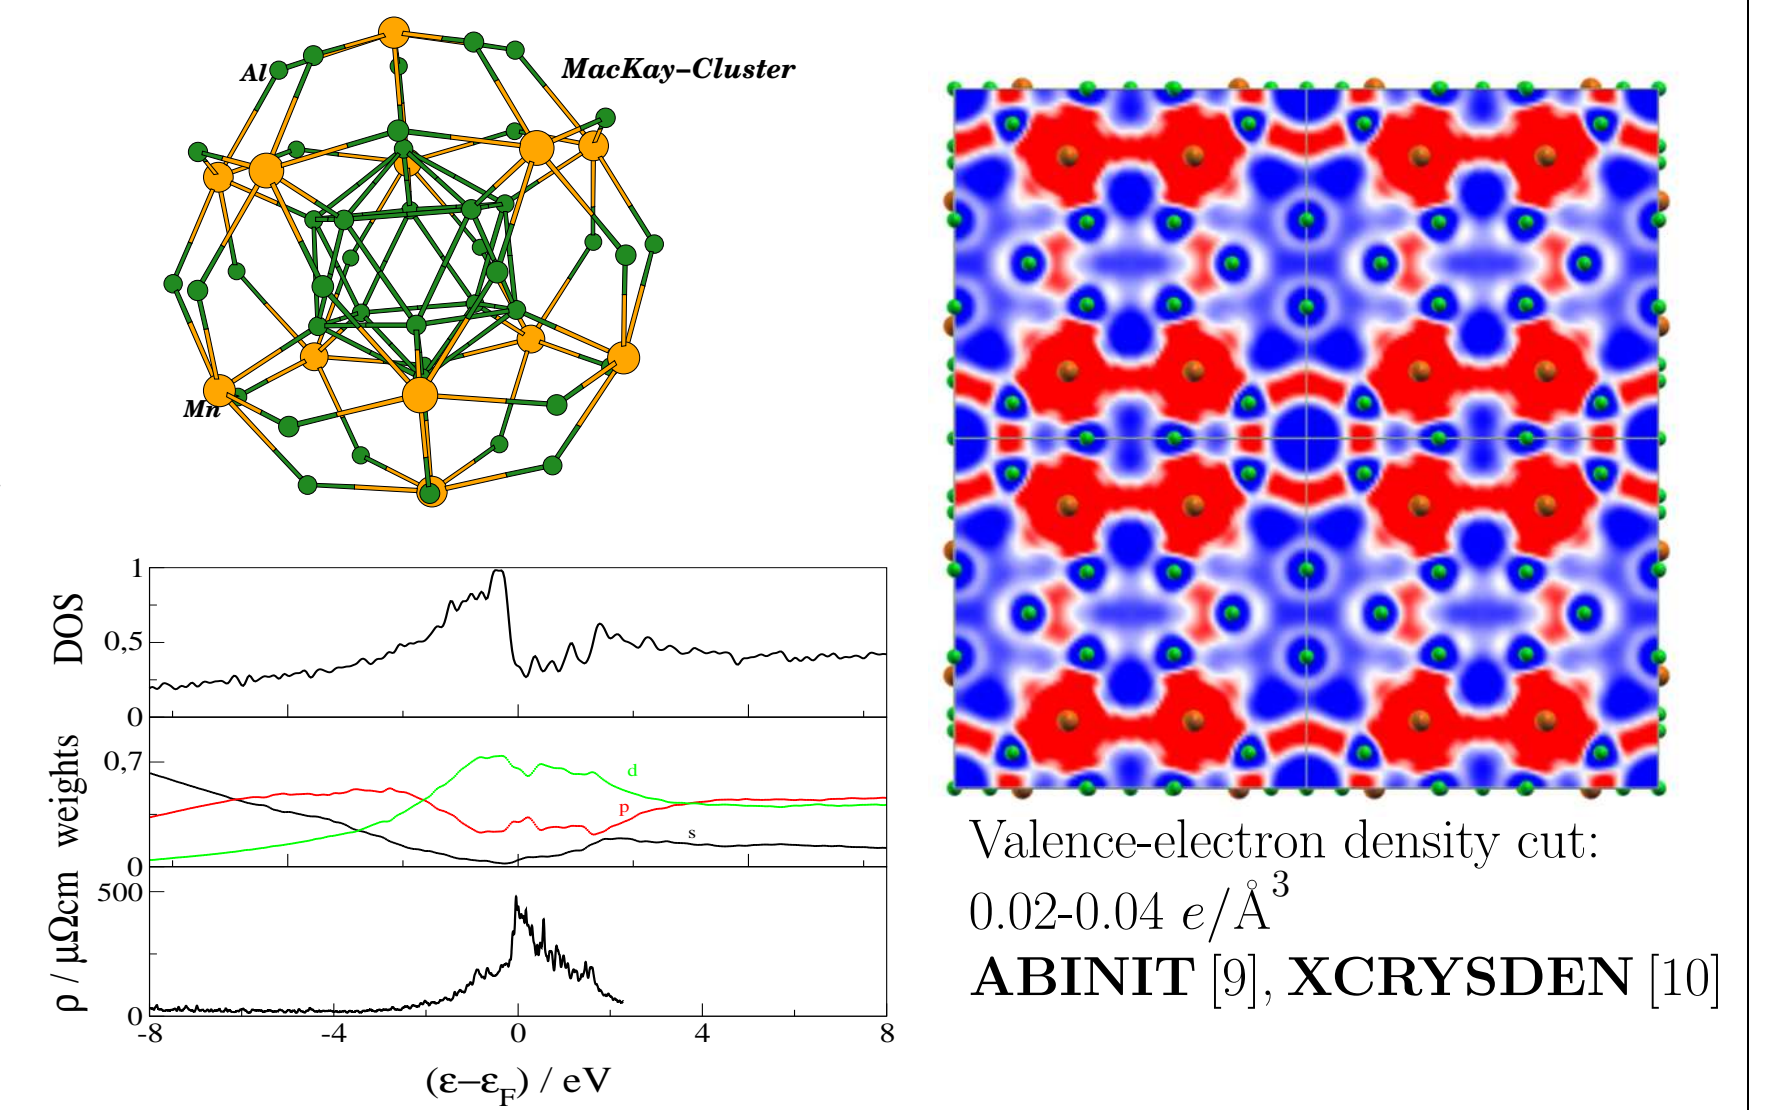 Al
MacKay–Cluster
Mn
DOS
1
0,5
0
weights
0,7
0
d
p
s
ρ / μΩcm
500
0
-8
-4
0
4
8
(ε–ε_F) / eV
Valence-electron density cut:
0.02-0.04 e/Å³
ABINIT [9], XCRYSDEN [10]